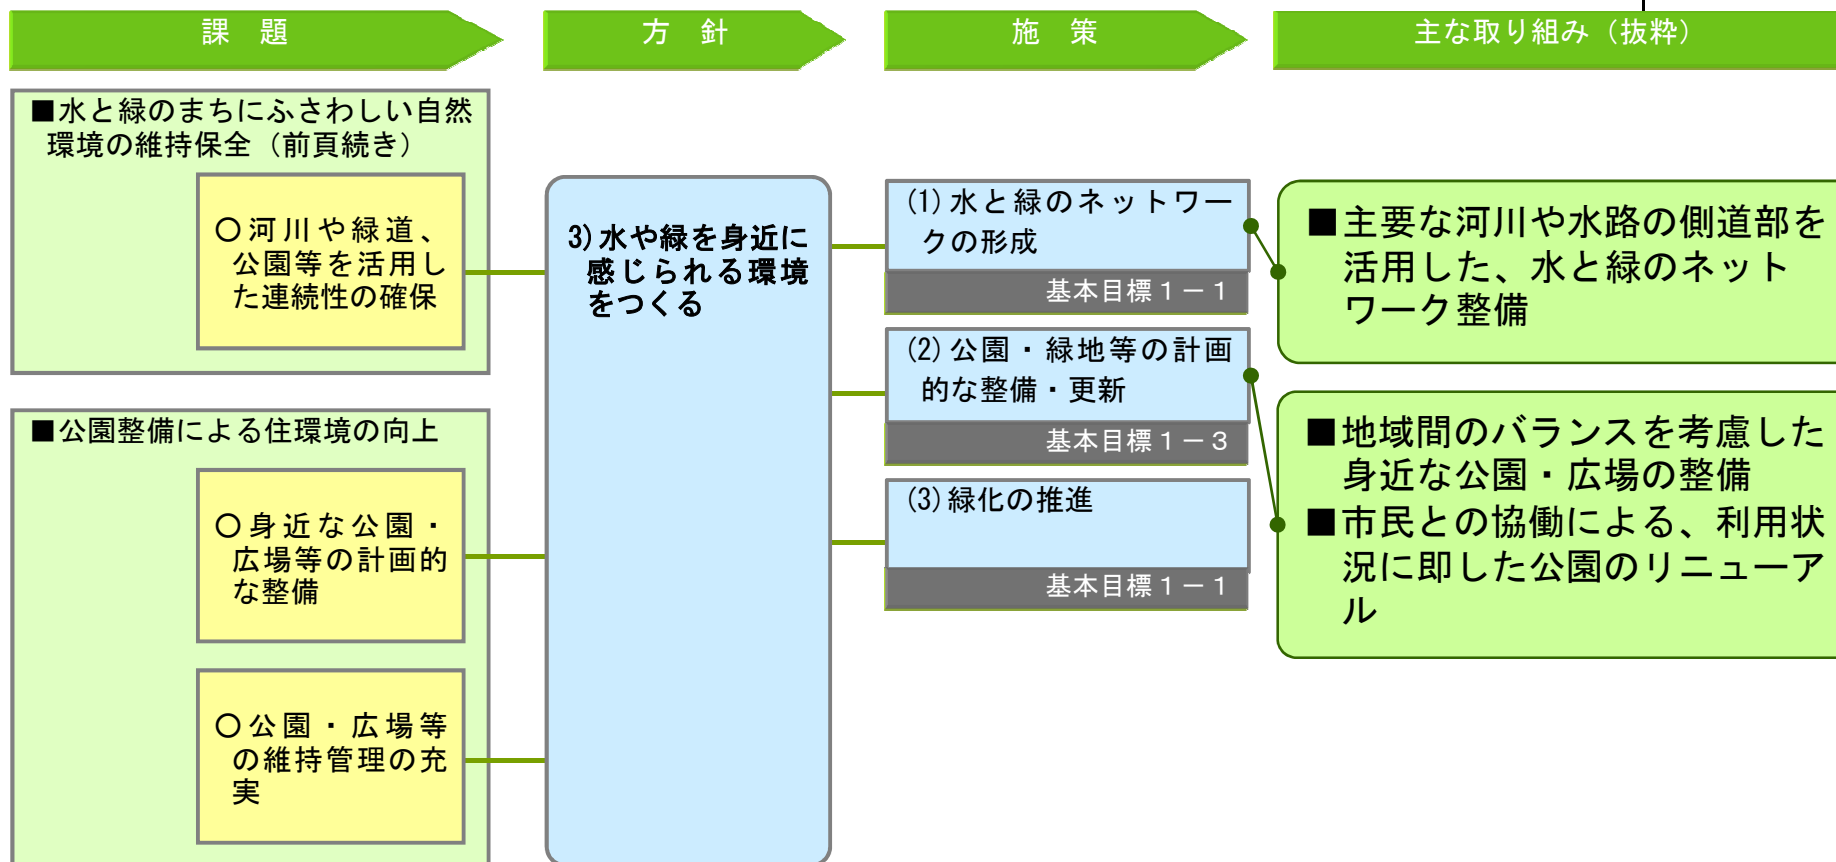 課　題
方　針
施　策
主な取り組み（抜粋）
■水と緑のまちにふさわしい自然
環境の維持保全（前頁続き）
○河川や緑道、
公園等を活用し
た連続性の確保
■公園整備による住環境の向上
○身近な公園・
広場等の計画的
な整備
○公園・広場等
の維持管理の充
実
3)水や緑を身近に
感じられる環境
をつくる
(1)水と緑のネットワー
クの形成
基本目標１－１
(2)公園・緑地等の計画
的な整備・更新
基本目標１－３
(3)緑化の推進
基本目標１－１
■主要な河川や水路の側道部を
活用した、水と緑のネット
ワーク整備
■地域間のバランスを考慮した
身近な公園・広場の整備
■市民との協働による、利用状
況に即した公園のリニューア
ル